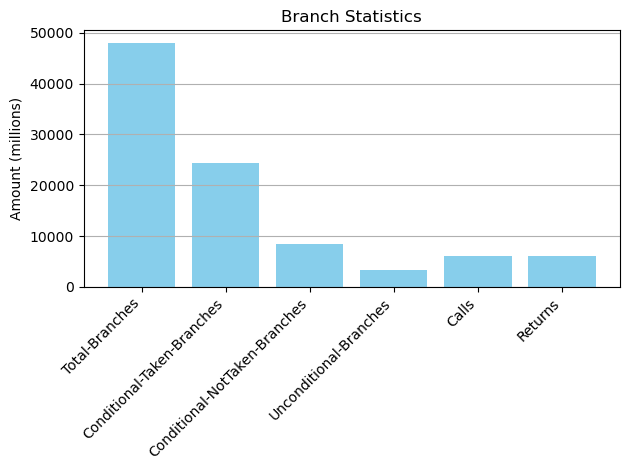 Branch Statistics
50000
40000
30000
20000
10000
0
Amount (millions)
Total-Branches
Conditional-Taken-Branches
Conditional-NotTaken-Branches
Unconditional-Branches
Calls
Returns